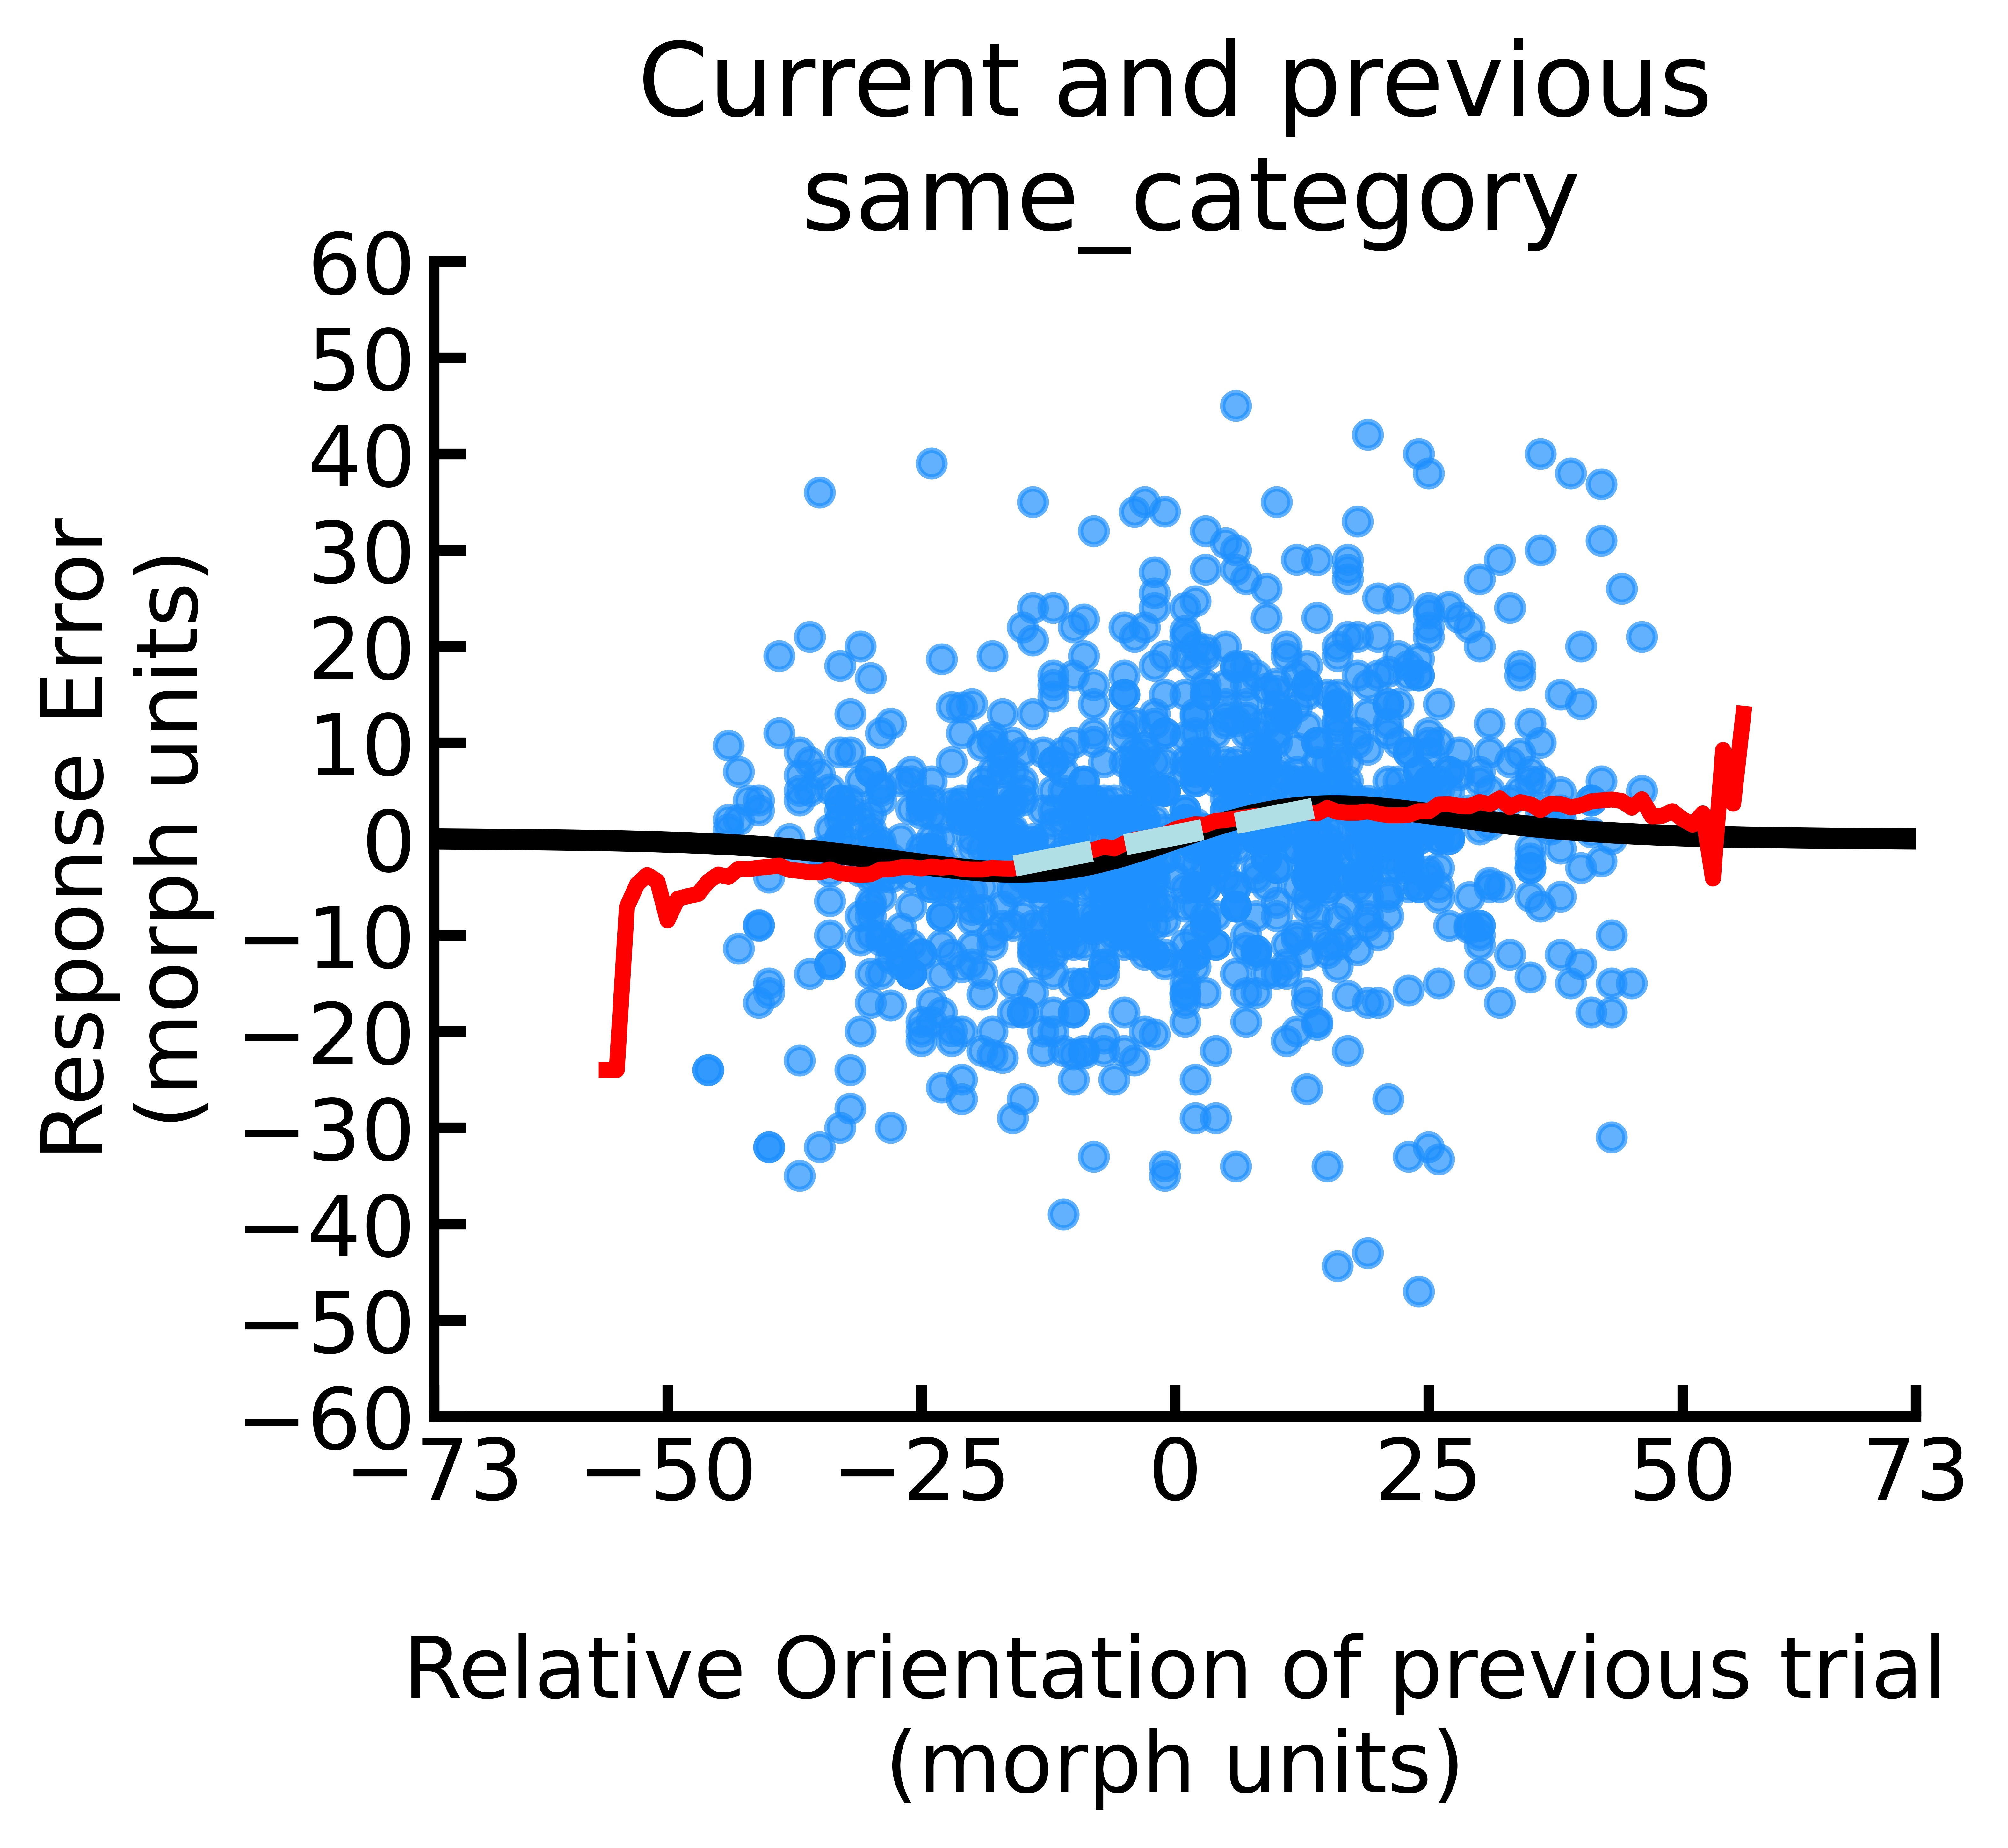 Current and previous
same_category
Response Error
(morph units)
60
50
40
30
20
10
0
−10
−20
−30
−40
−50
−60
−73 −50 −25 0 25 50 73
Relative Orientation of previous trial
(morph units)